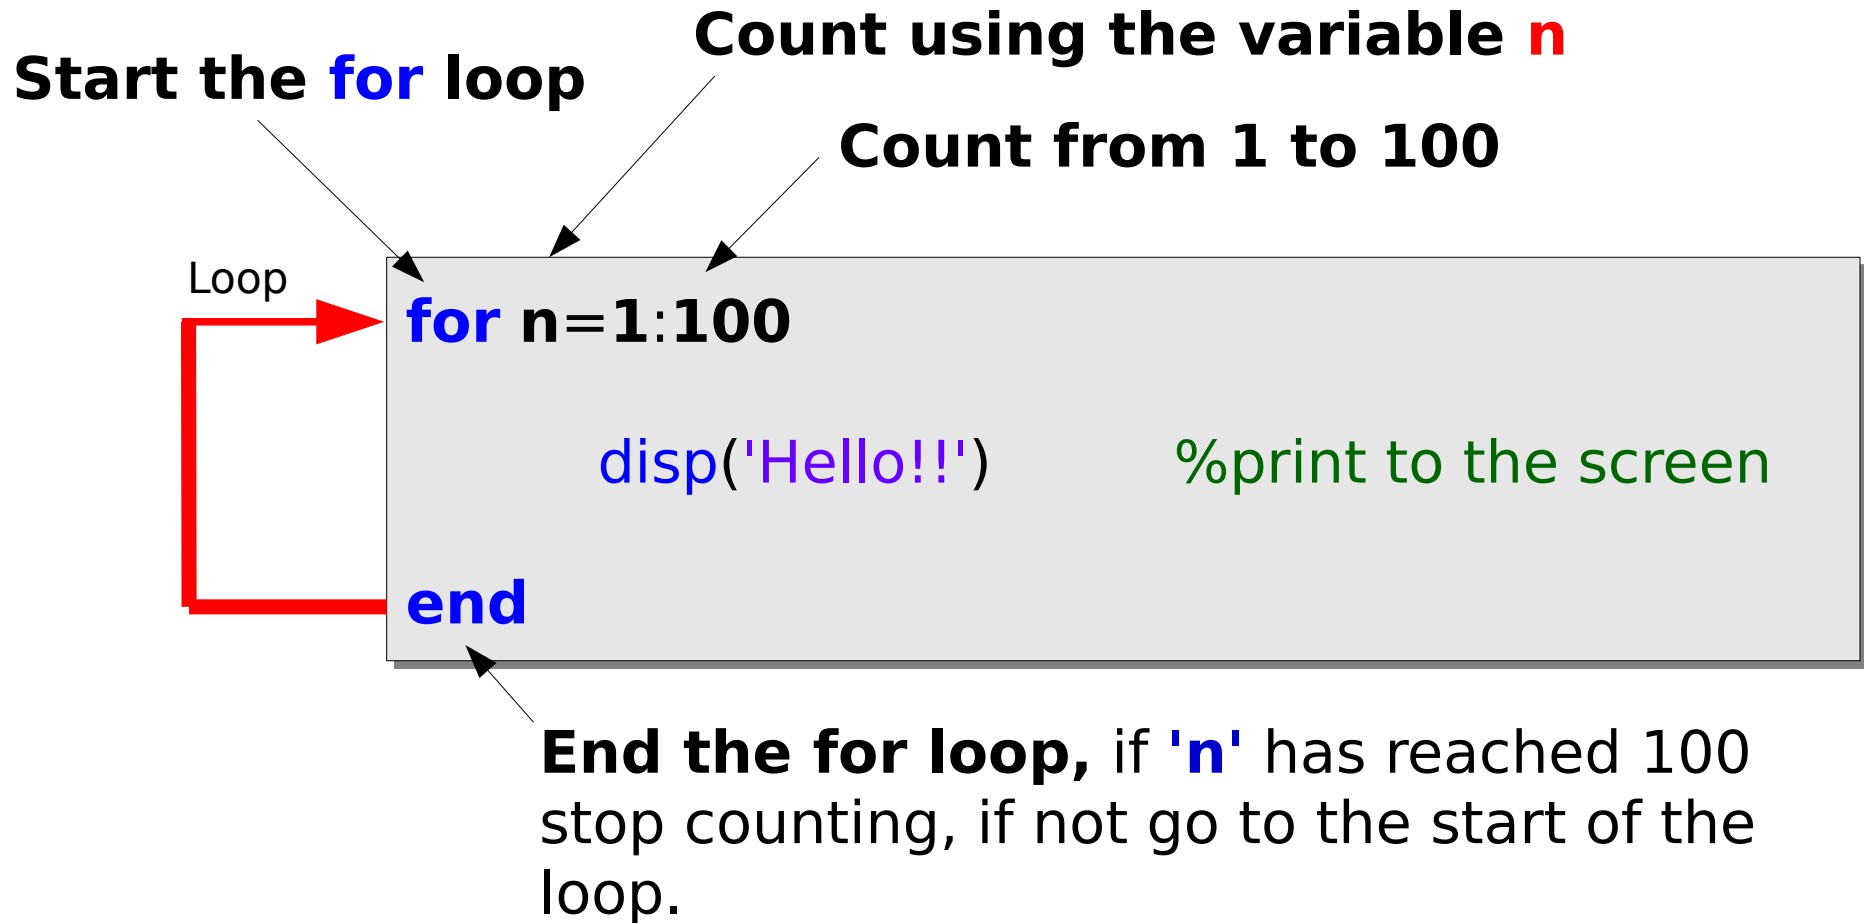 Count using the variable n
Start the for loop
Count from 1 to 100
Loop
for n=1:100
disp('Hello!!') %print to the screen
end
End the for loop, if 'n' has reached 100
stop counting, if not go to the start of the
loop.